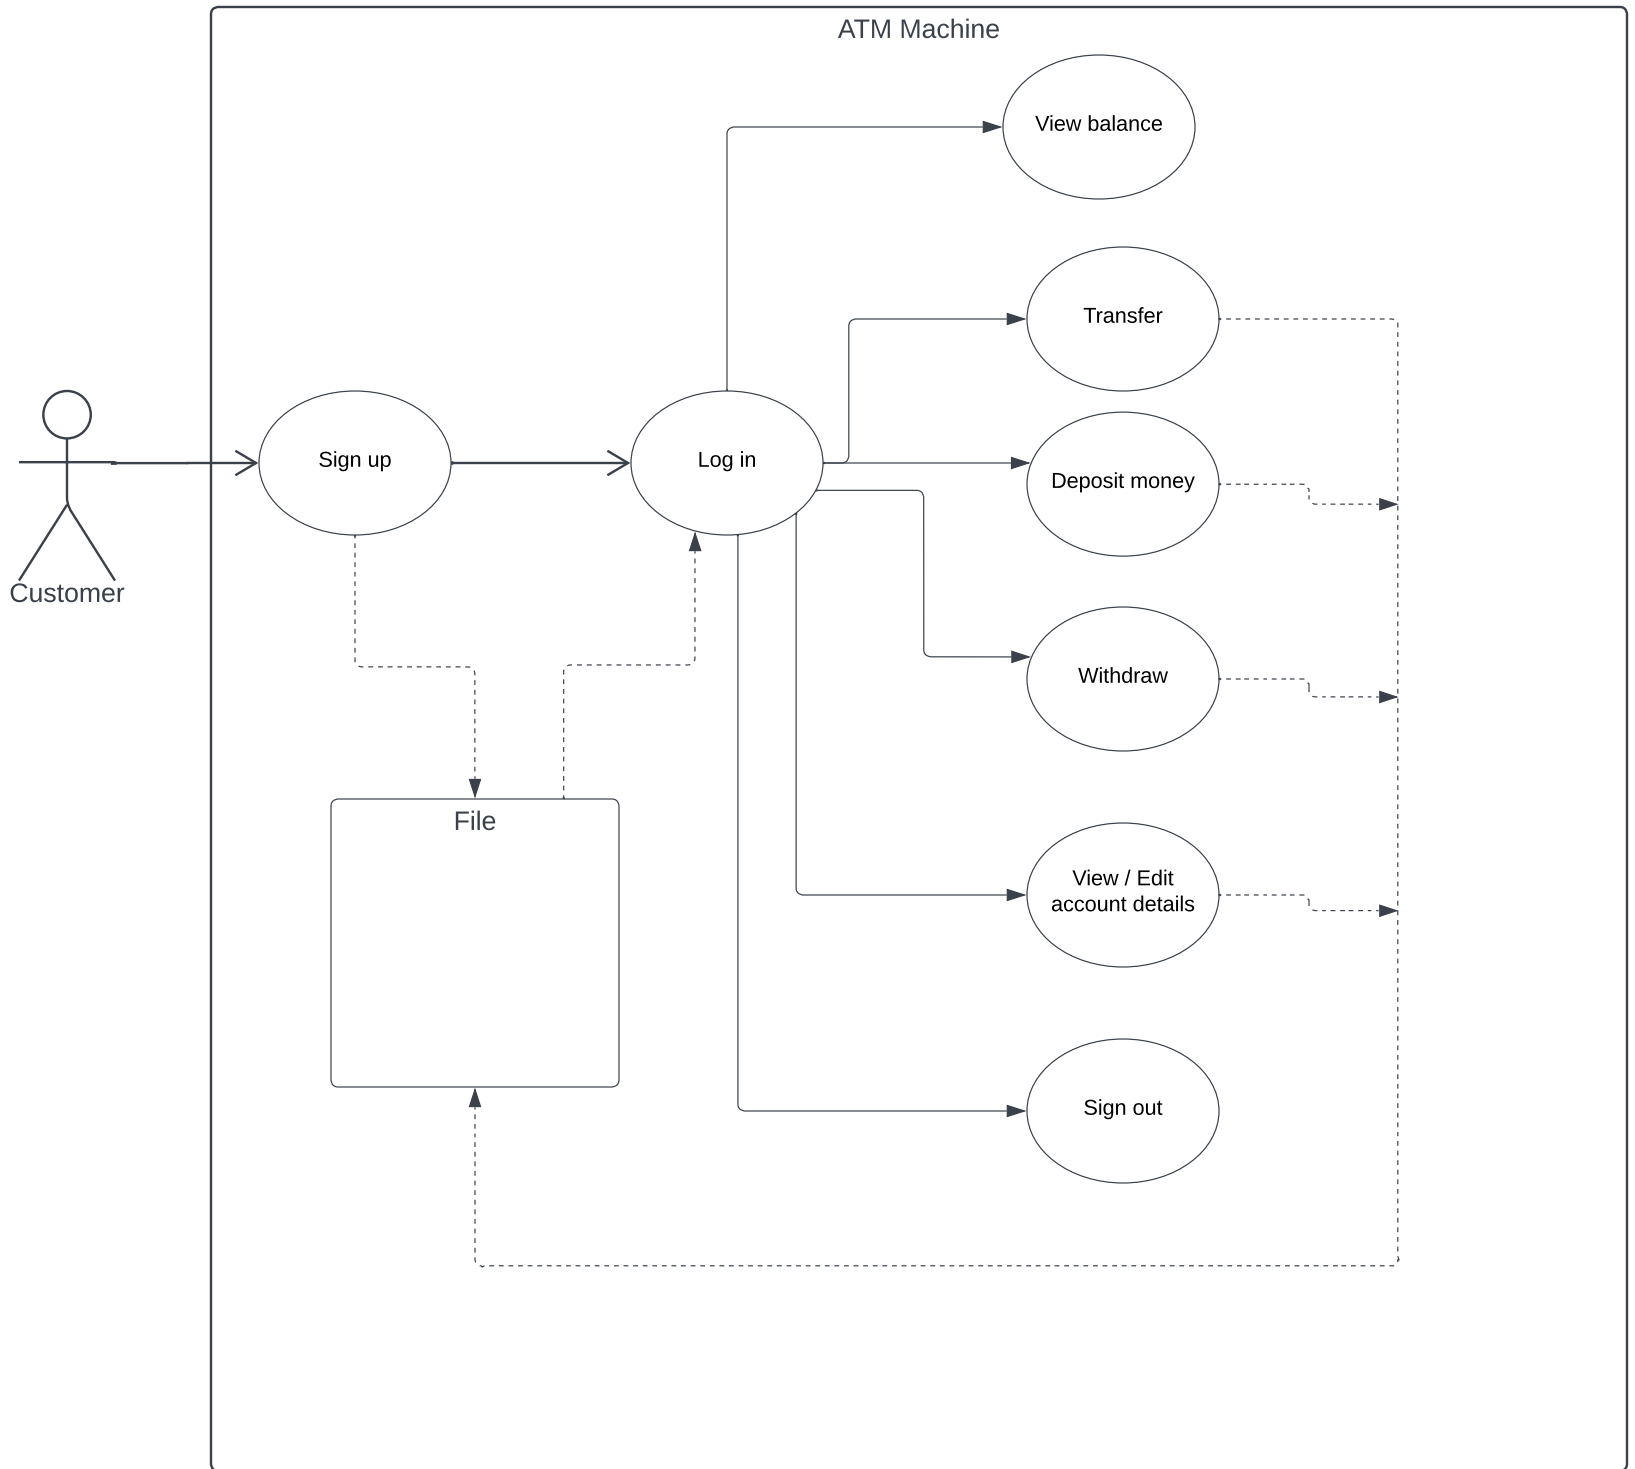 ATM Machine
View balance
Transfer
Sign up
Log in
Deposit money
Customer
Withdraw
File
View / Edit
account details
Sign out